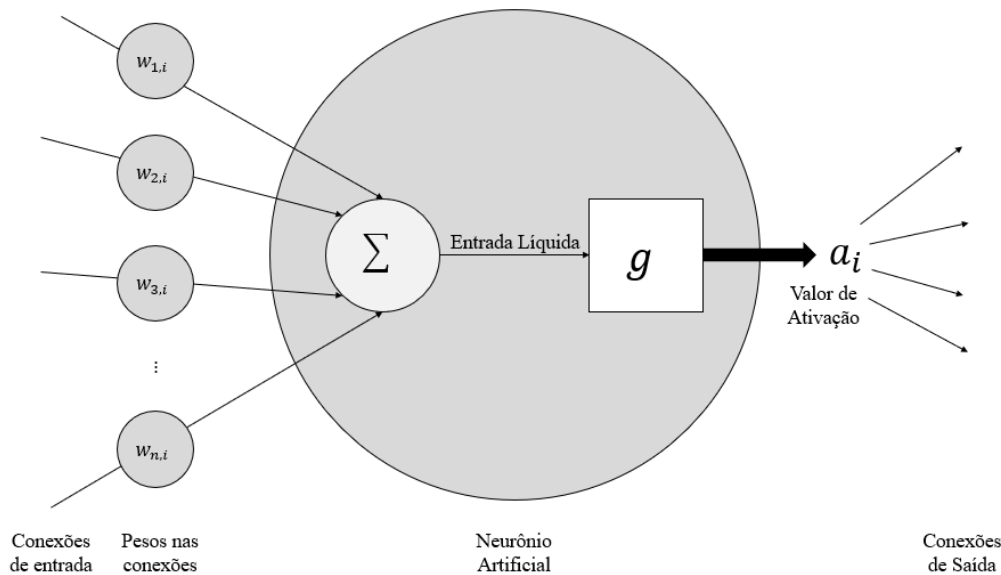 w1,i
w2,i
w3,i
⋮
wn,i
∑
Entrada Líquida
g
ai
Valor de
Ativação
Conexões
de entrada
Pesos nas
conexões
Neurônio
Artificial
Conexões
de Saída